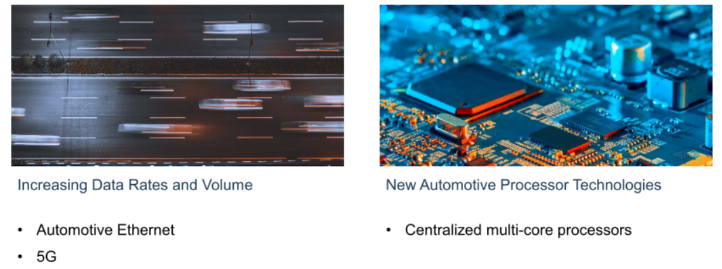 Increasing Data Rates and Volume
• Automotive Ethernet
• 5G
New Automotive Processor Technologies
• Centralized multi-core processors